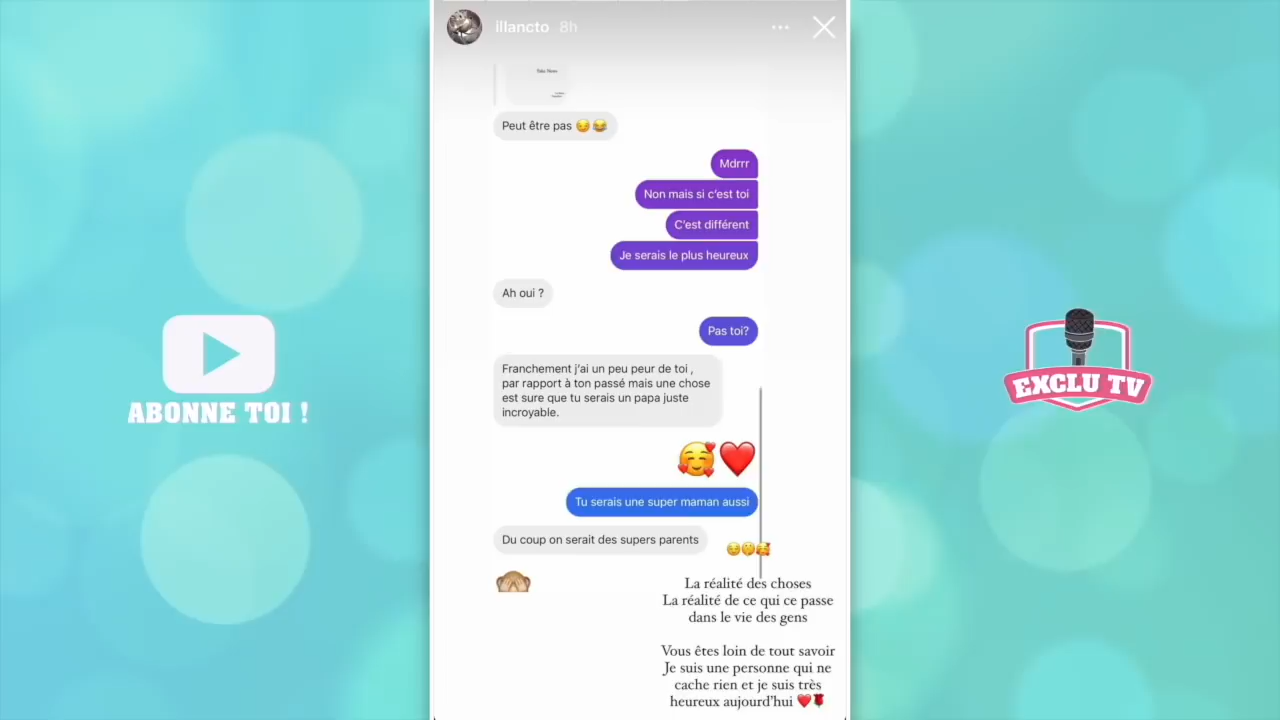 illancto 8h
Peut être pas 😏😂
Mdrrr
Non mais si c'est toi
C'est différent
Je serais le plus heureux
Ah oui ?
Pas toi?
Franchement j'ai un peu peur de toi ,
par rapport à ton passé mais une chose
est sure que tu serais un papa juste
incroyable.
🥰❤️
Tu serais une super maman aussi
Du coup on serait des supers parents
🙈
La réalité des choses
La réalité de ce qui ce passe
dans le vie des gens
Vous êtes loin de tout savoir
Je suis une personne qui ne
cache rien et je suis très
heureux aujourd'hui ❤️🌹
ABONNE TOI !
EXCLU TV